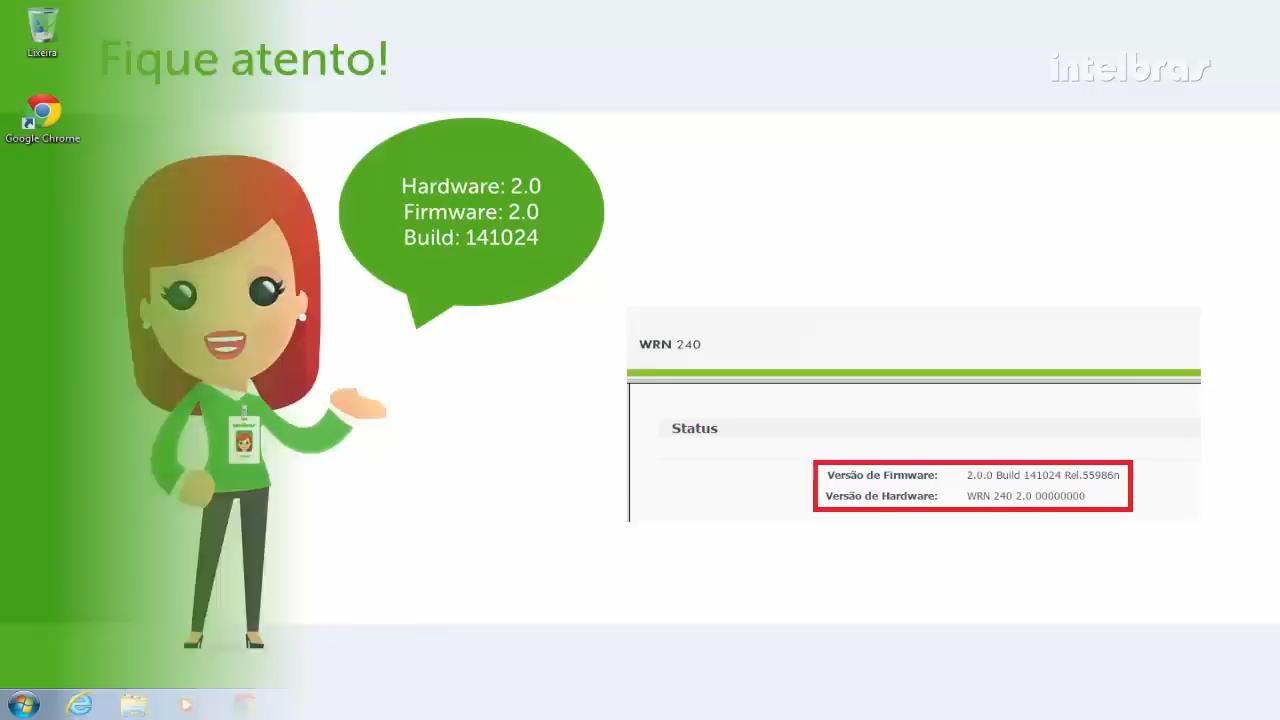 Lixeira
Fique atento!
intelbras
Google Chrome
Hardware: 2.0
Firmware: 2.0
Build: 141024
WRN 240
Status
Versão de Firmware: 2.0.0 Build 141024 Rel.55986n
Versão de Hardware: WRN 240 2.0 00000000
intelbras